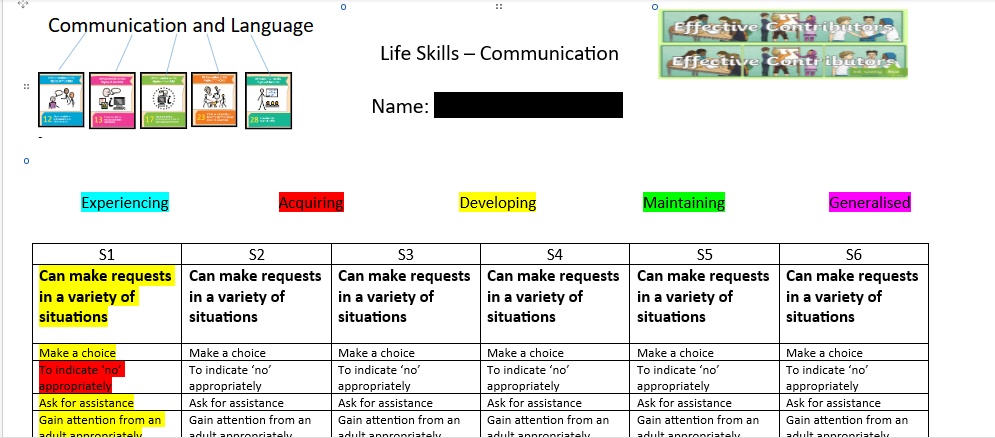 Communication and Language
Effective Contributors
Effective Contributors
Life Skills – Communication
12
13
17
23
28
Name:
Experiencing Acquiring Developing Maintaining Generalised
S1 S2 S3 S4 S5 S6
Can make requests Can make requests Can make requests Can make requests Can make requests Can make requests
in a variety of in a variety of in a variety of in a variety of in a variety of in a variety of
situations situations situations situations situations situations
Make a choice Make a choice Make a choice Make a choice Make a choice Make a choice
To indicate ‘no’ To indicate ‘no’ To indicate ‘no’ To indicate ‘no’ To indicate ‘no’ To indicate ‘no’
appropriately appropriately appropriately appropriately appropriately appropriately
Ask for assistance Ask for assistance Ask for assistance Ask for assistance Ask for assistance Ask for assistance
Gain attention from an Gain attention from an Gain attention from an Gain attention from an Gain attention from an Gain attention from an
adult appropriately adult appropriately adult appropriately adult appropriately adult appropriately adult appropriately